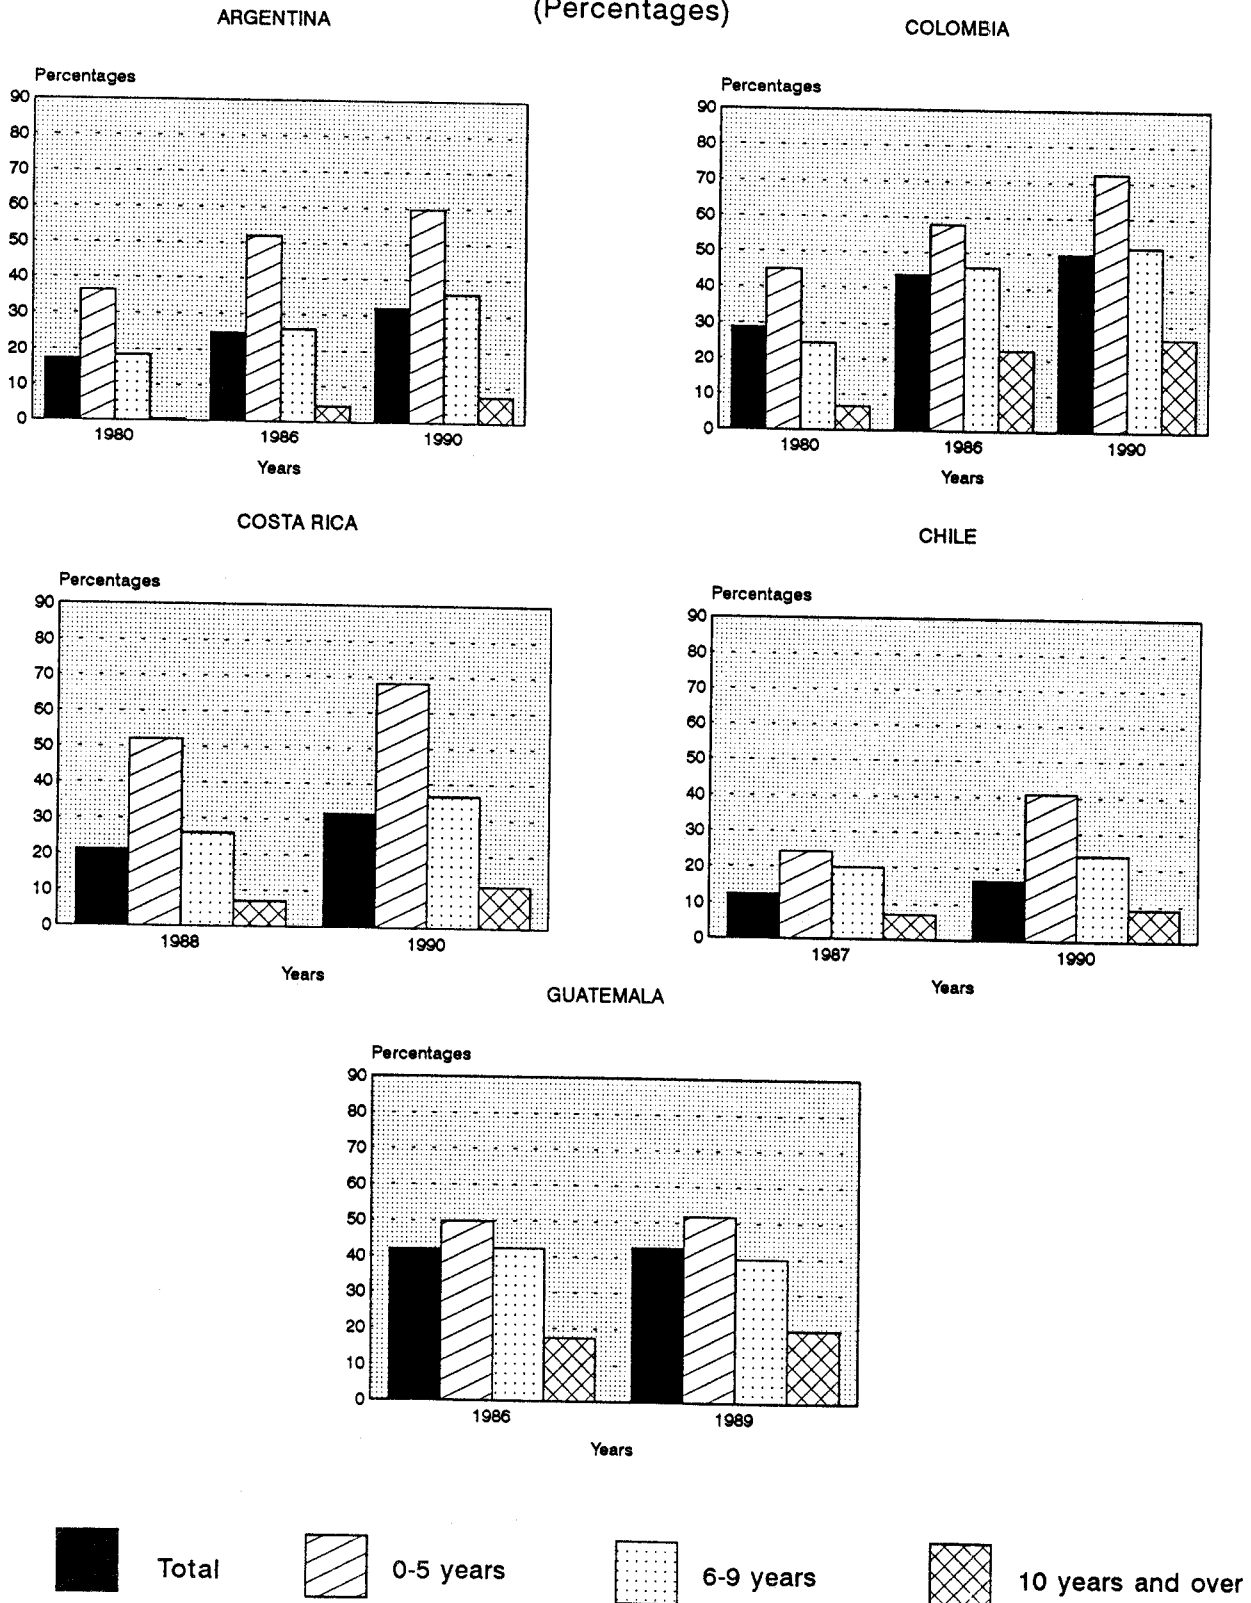 (Percentages)
ARGENTINA
Percentages
90
80
70
60
50
40
30
20
10
0
1980 1986 1990
Years
COLOMBIA
Percentages
90
80
70
60
50
40
30
20
10
0
1980 1986 1990
Years
COSTA RICA
Percentages
90
80
70
60
50
40
30
20
10
0
1988 1990
Years
CHILE
Percentages
90
80
70
60
50
40
30
20
10
0
1987 1990
Years
GUATEMALA
Percentages
90
80
70
60
50
40
30
20
10
0
1986 1989
Years
Total 0-5 years 6-9 years 10 years and over